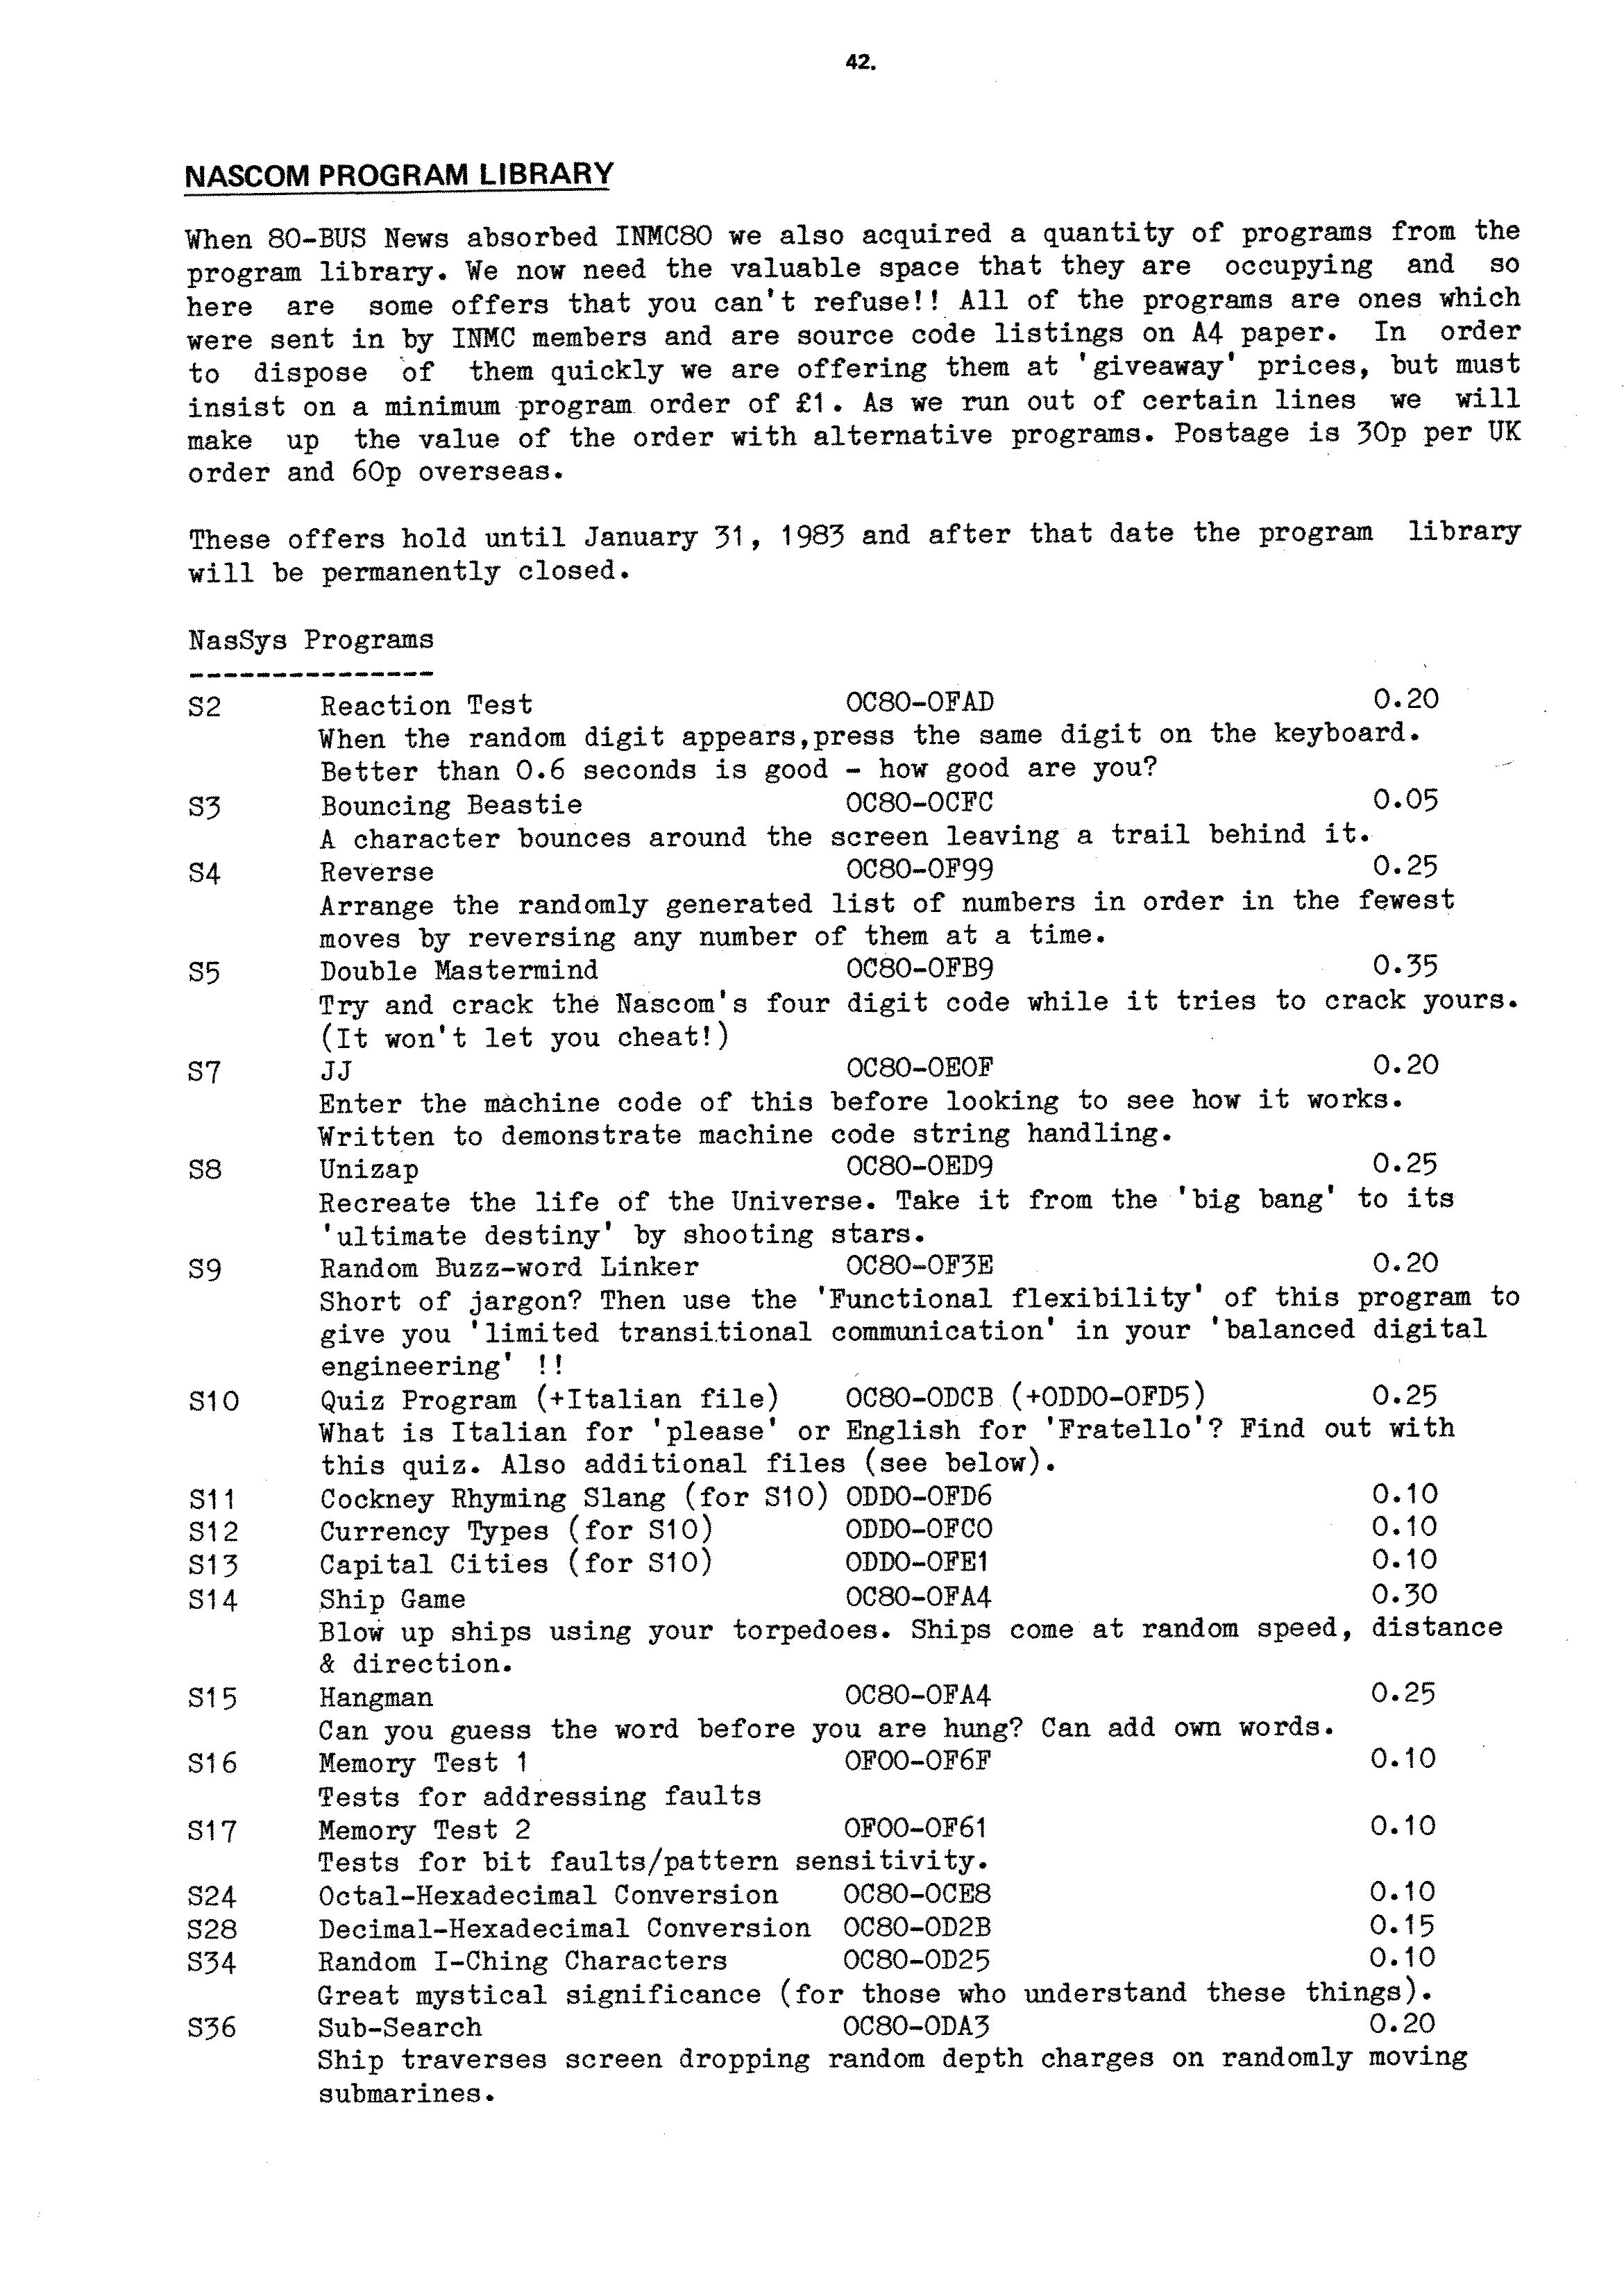 42.
NASCOM PROGRAM LIBRARY
When 80-BUS News absorbed INMC80 we also acquired a quantity of programs from the
program library. We now need the valuable space that they are occupying and so
here are some offers that you can't refuse!! All of the programs are ones which
were sent in by INMC members and are source code listings on A4 paper. In order
to dispose of them quickly we are offering them at 'giveaway' prices, but must
insist on a minimum program order of £1. As we run out of certain lines we will
make up the value of the order with alternative programs. Postage is 30p per UK
order and 60p overseas.
These offers hold until January 31, 1983 and after that date the program library
will be permanently closed.
NasSys Programs
---------------
S2 Reaction Test 0C80-0FAD 0.20
When the random digit appears,press the same digit on the keyboard.
Better than 0.6 seconds is good - how good are you?
S3 Bouncing Beastie 0C80-0CFC 0.05
A character bounces around the screen leaving a trail behind it.
S4 Reverse 0C80-0F99 0.25
Arrange the randomly generated list of numbers in order in the fewest
moves by reversing any number of them at a time.
S5 Double Mastermind 0C80-0FB9 0.35
Try and crack the Nascom's four digit code while it tries to crack yours.
(It won't let you cheat!)
S7 JJ 0C80-0E0F 0.20
Enter the machine code of this before looking to see how it works.
Written to demonstrate machine code string handling.
S8 Unizap 0C80-0ED9 0.25
Recreate the life of the Universe. Take it from the 'big bang' to its
'ultimate destiny' by shooting stars.
S9 Random Buzz-word Linker 0C80-0F3E 0.20
Short of jargon? Then use the 'Functional flexibility' of this program to
give you 'limited transitional communication' in your 'balanced digital
engineering' !!
S10 Quiz Program (+Italian file) 0C80-0DCB (+0DD0-0FD5) 0.25
What is Italian for 'please' or English for 'Fratello'? Find out with
this quiz. Also additional files (see below).
S11 Cockney Rhyming Slang (for S10) 0DD0-0FD6 0.10
S12 Currency Types (for S10) 0DD0-0FC0 0.10
S13 Capital Cities (for S10) 0DD0-0FE1 0.10
S14 Ship Game 0C80-0FA4 0.30
Blow up ships using your torpedoes. Ships come at random speed, distance
& direction.
S15 Hangman 0C80-0FA4 0.25
Can you guess the word before you are hung? Can add own words.
S16 Memory Test 1 0F00-0F6F 0.10
Tests for addressing faults
S17 Memory Test 2 0F00-0F61 0.10
Tests for bit faults/pattern sensitivity.
S24 Octal-Hexadecimal Conversion 0C80-0CE8 0.10
S28 Decimal-Hexadecimal Conversion 0C80-0D2B 0.15
S34 Random I-Ching Characters 0C80-0D25 0.10
Great mystical significance (for those who understand these things).
S36 Sub-Search 0C80-0DA3 0.20
Ship traverses screen dropping random depth charges on randomly moving
submarines.